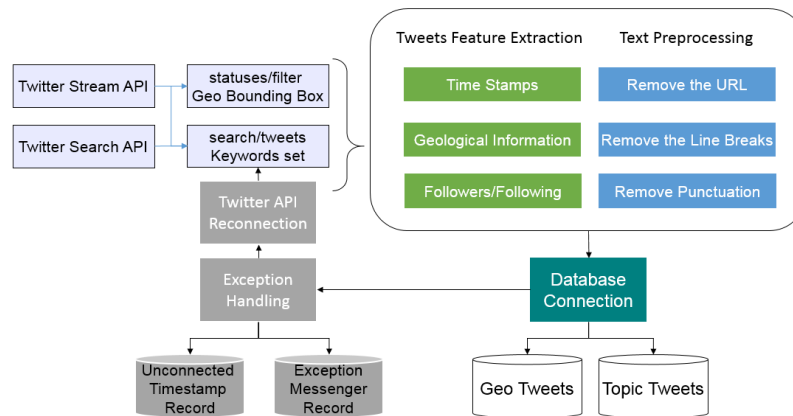 Tweets Feature Extraction
Text Preprocessing
Twitter Stream API
statuses/filter
Geo Bounding Box
Time Stamps
Remove the URL
Twitter Search API
search/tweets
Keywords set
Geological Information
Remove the Line Breaks
Followers/Following
Remove Punctuation
Twitter API
Reconnection
Exception
Handling
Database
Connection
Unconnected
Timestamp
Record
Exception
Messenger
Record
Geo Tweets
Topic Tweets